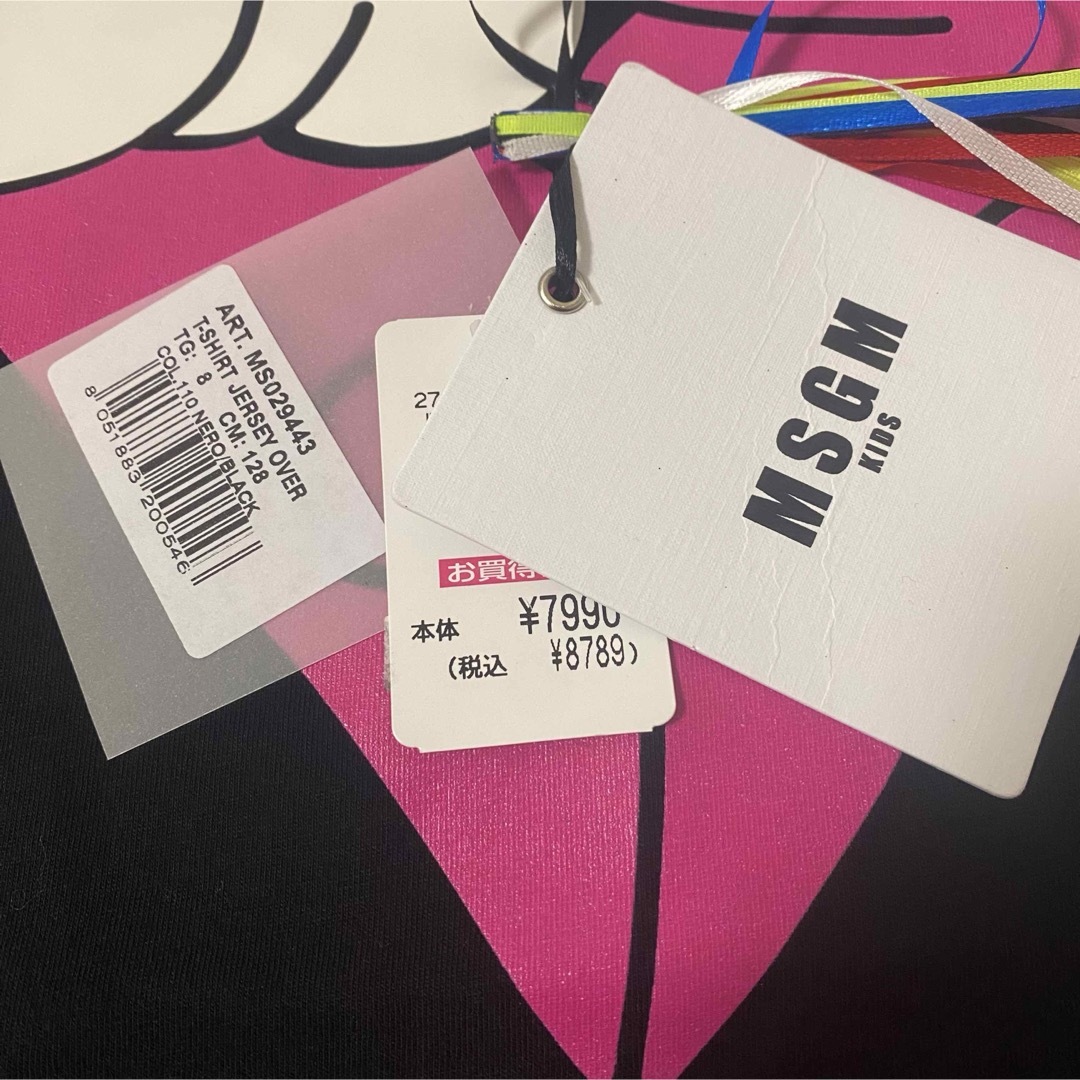 ART. MS029443
T-SHIRT JERSEY OVER
TG: 8 CM: 128
COL.110 NERO/BLACK
8 051883 200546
27
お買得
本体 ¥7990
(税込 ¥8789)
MSGM
KIDS